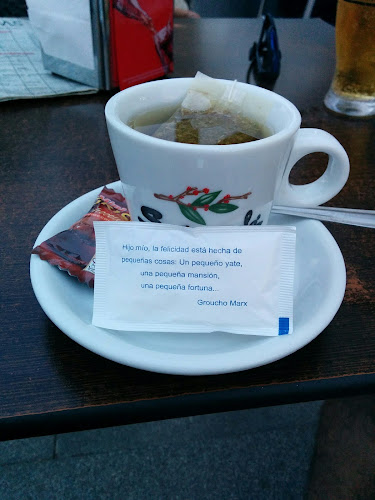 Hijo mío, la felicidad está hecha de
pequeñas cosas: Un pequeño yate,
una pequeña mansión,
una pequeña fortuna...
Groucho Marx